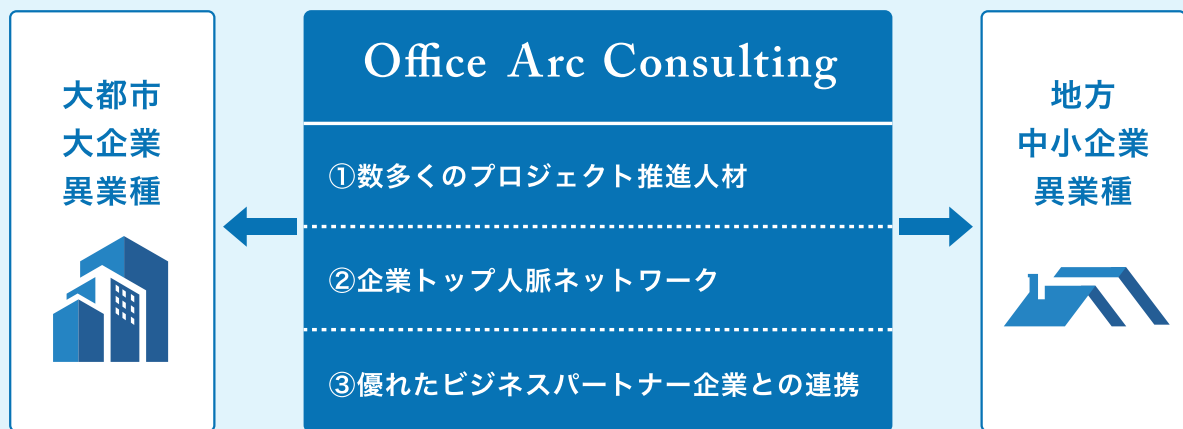 大都市
大企業
異業種
Office Arc Consulting
①数多くのプロジェクト推進人材
②企業トップ人脈ネットワーク
③優れたビジネスパートナー企業との連携
地方
中小企業
異業種